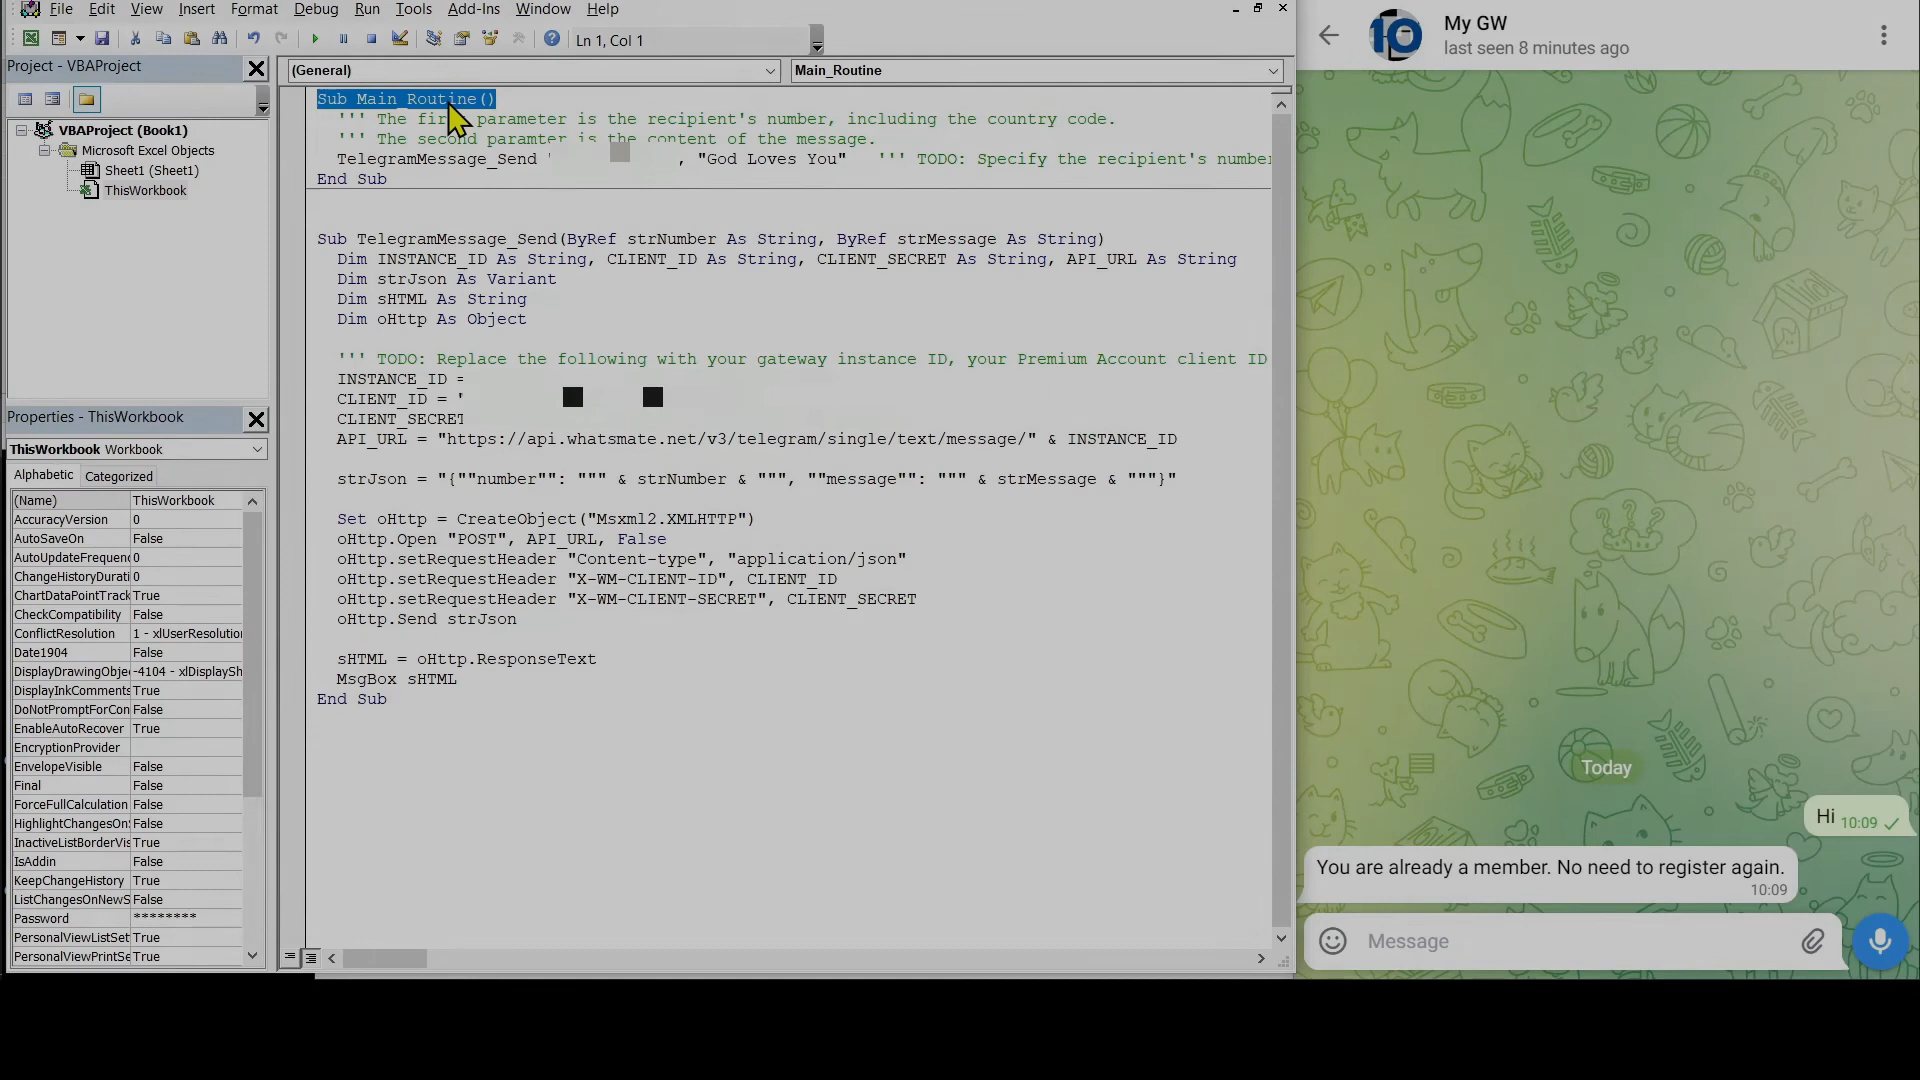 File Edit View Insert Format Debug Run Tools Add-Ins Window Help
Ln 1, Col 1
Project - VBAProject
VBAProject (Book1)
Microsoft Excel Objects
Sheet1 (Sheet1)
ThisWorkbook
Properties - ThisWorkbook
ThisWorkbook Workbook
Alphabetic Categorized
(Name) ThisWorkbook
AccuracyVersion 0
AutoSaveOn False
AutoUpdateFrequen 0
ChangeHistoryDurati 0
ChartDataPointTrack True
CheckCompatibility False
ConflictResolution 1 - xlUserResolution
Date1904 False
DisplayDrawingObje -4104 - xlDisplaySh
DisplayInkComments True
DoNotPromptForCon False
EnableAutoRecover True
EncryptionProvider
EnvelopeVisible False
Final False
ForceFullCalculation False
HighlightChangesOn False
InactiveListBorderVis True
IsAddin False
KeepChangeHistory True
ListChangesOnNewS False
Password ********
PersonalViewListSet True
PersonalViewPrintSe True
(General) Main_Routine
Sub Main_Routine()
''' The first parameter is the recipient's number, including the country code.
''' The second paramter is the content of the message.
TelegramMessage_Send , "God Loves You" ''' TODO: Specify the recipient's number
End Sub
Sub TelegramMessage_Send(ByRef strNumber As String, ByRef strMessage As String)
Dim INSTANCE_ID As String, CLIENT_ID As String, CLIENT_SECRET As String, API_URL As String
Dim strJson As Variant
Dim sHTML As String
Dim oHttp As Object
''' TODO: Replace the following with your gateway instance ID, your Premium Account client ID
INSTANCE_ID =
CLIENT_ID = "
CLIENT_SECRET
API_URL = "https://api.whatsmate.net/v3/telegram/single/text/message/" & INSTANCE_ID
strJson = "{""number"": """ & strNumber & """, ""message"": """ & strMessage & """}"
Set oHttp = CreateObject("Msxml2.XMLHTTP")
oHttp.Open "POST", API_URL, False
oHttp.setRequestHeader "Content-type", "application/json"
oHttp.setRequestHeader "X-WM-CLIENT-ID", CLIENT_ID
oHttp.setRequestHeader "X-WM-CLIENT-SECRET", CLIENT_SECRET
oHttp.Send strJson
sHTML = oHttp.ResponseText
MsgBox sHTML
End Sub
10
My GW
last seen 8 minutes ago
Today
Hi 10:09
You are already a member. No need to register again.
10:09
Message